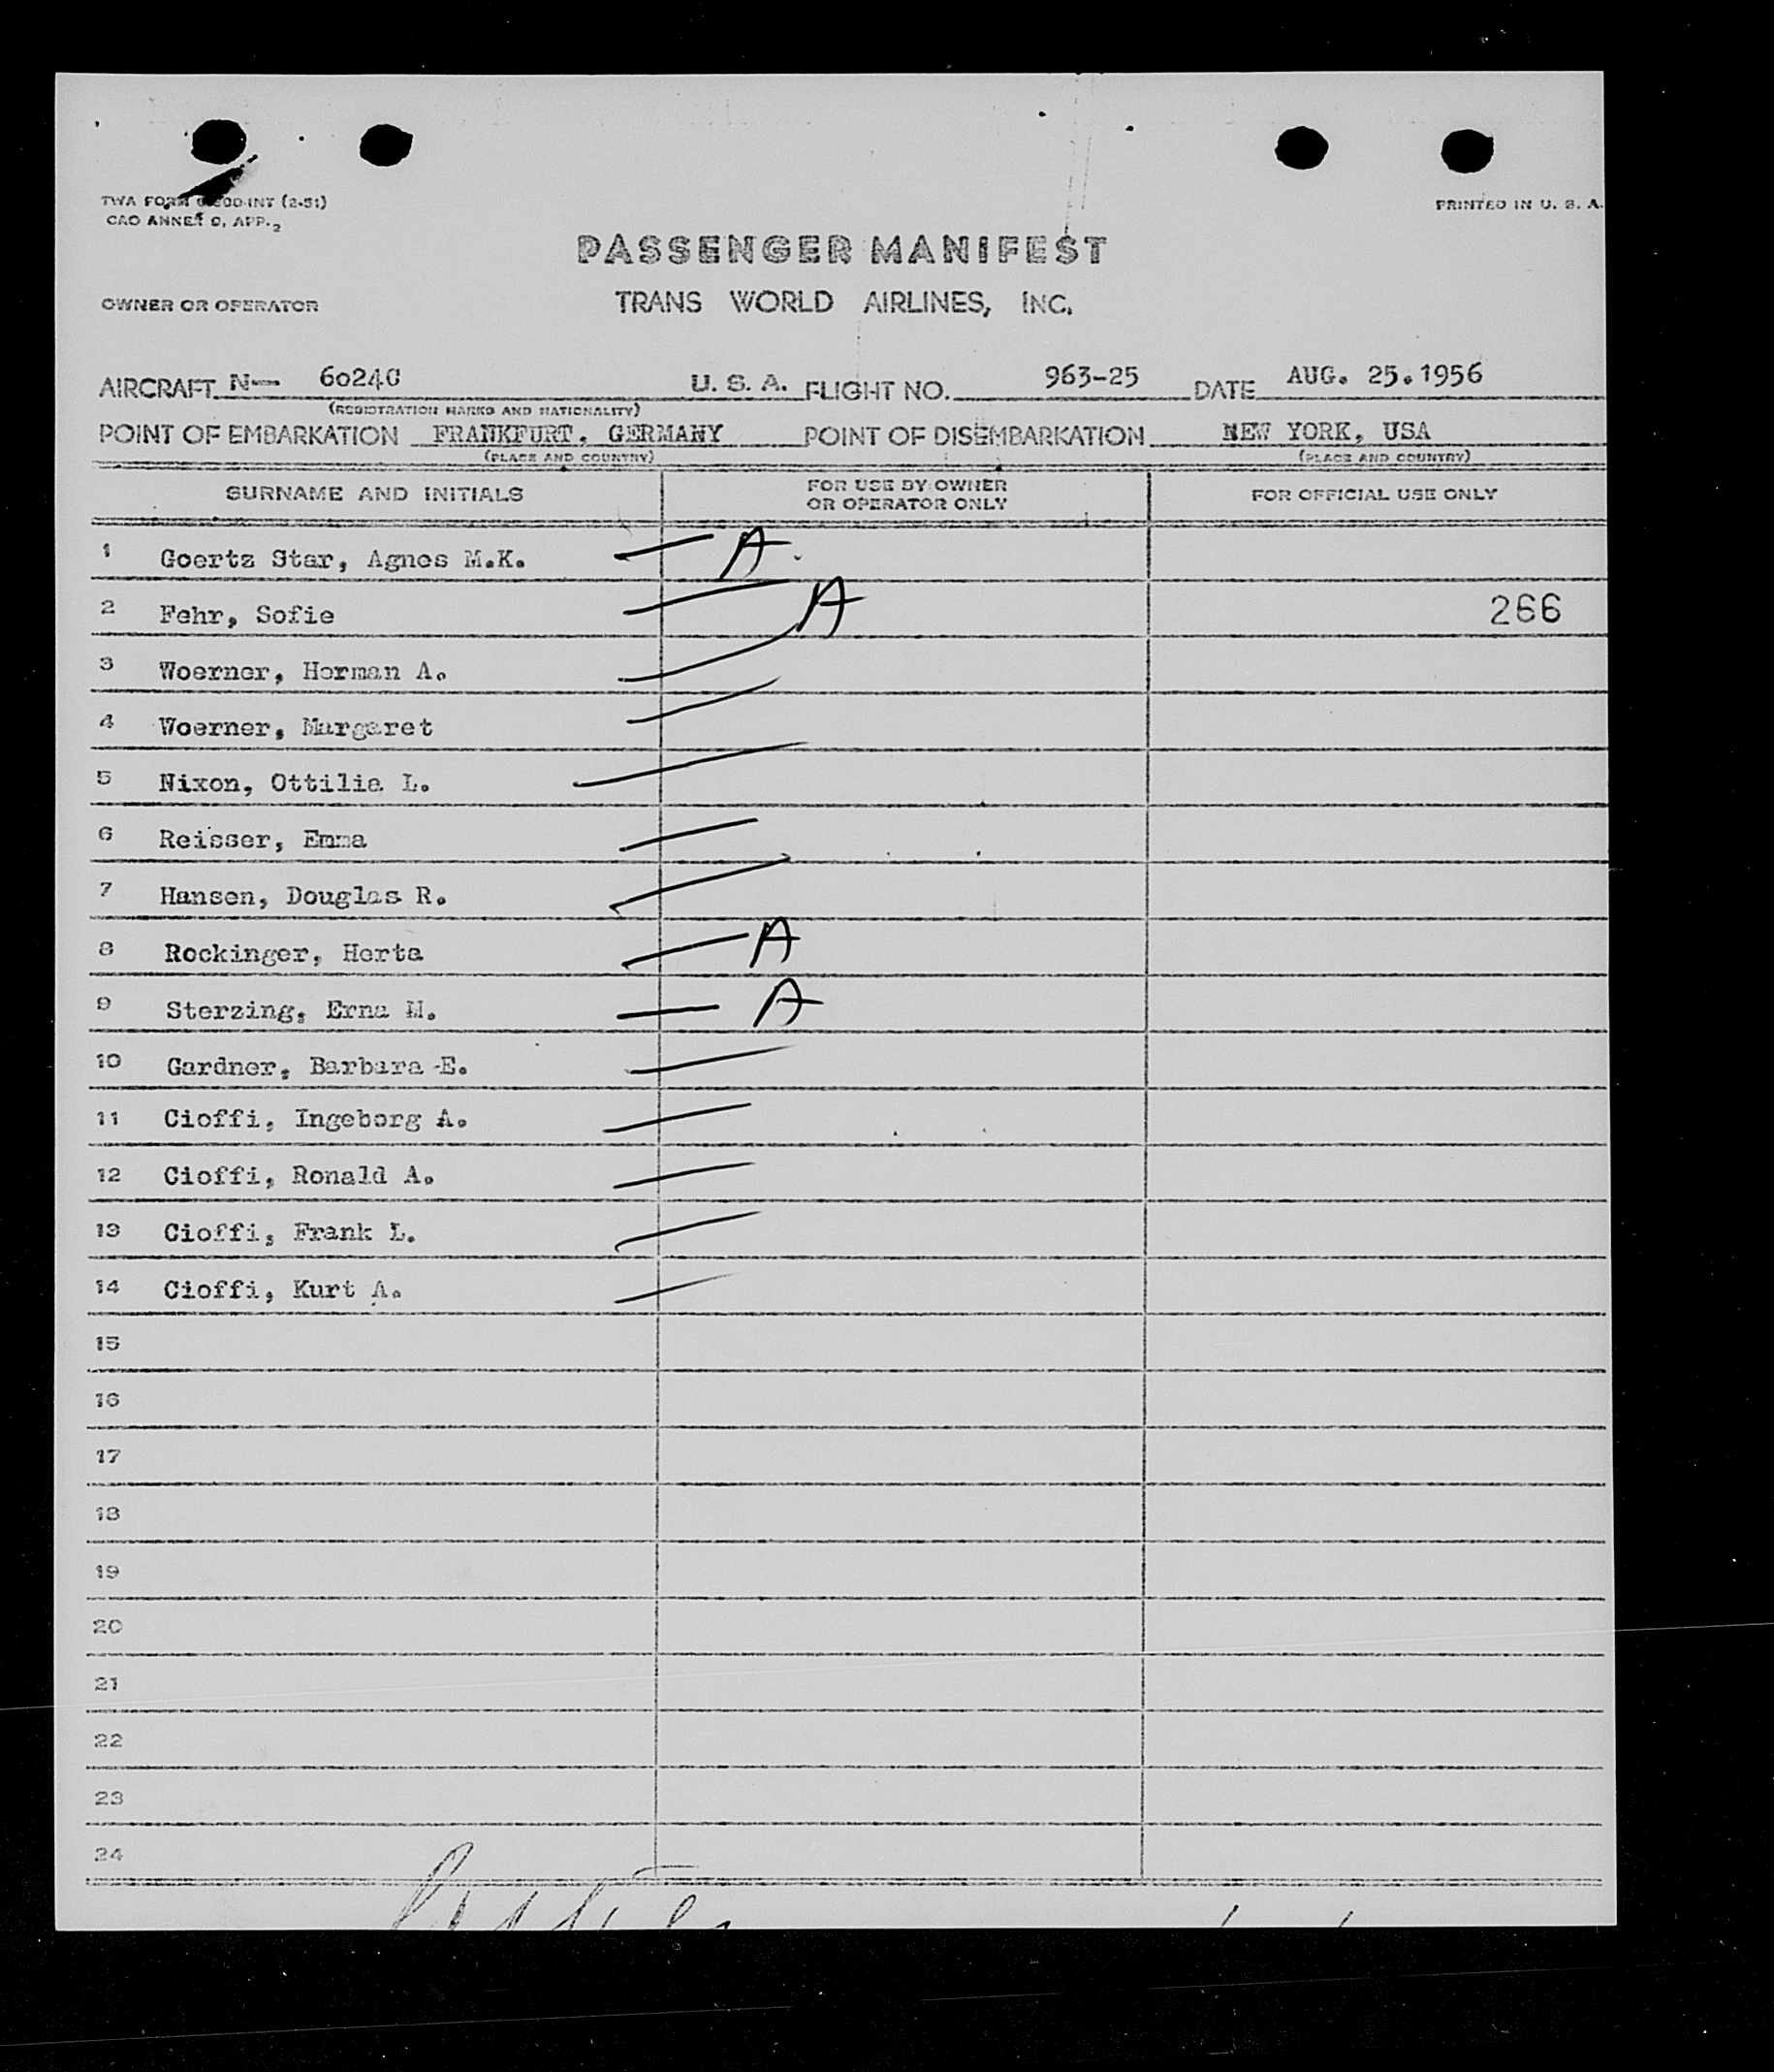 TWA FORM INT (2-51)
PRINTED IN U. S. A.
CAO ANNEX 9, APP. 2
PASSENGER MANIFEST
OWNER OR OPERATOR TRANS WORLD AIRLINES, INC.
AIRCRAFT N— 6024C U. S. A. FLIGHT NO. 963-25 DATE AUG. 25.1956
(REGISTRATION MARKS AND NATIONALITY)
POINT OF EMBARKATION FRANKFURT, GERMANY POINT OF DISEMBARKATION NEW YORK, USA
(PLACE AND COUNTRY) (PLACE AND COUNTRY)
SURNAME AND INITIALS FOR USE BY OWNER OR OPERATOR ONLY FOR OFFICIAL USE ONLY
1 Goertz Star, Agnes M.K. — A
2 Fehr, Sofie — A 266
3 Woerner, Herman A.
4 Woerner, Margaret
5 Nixon, Ottilie L.
6 Reisser, Emma
7 Hansen, Douglas R.
8 Rockinger, Herta — A
9 Sterzing, Erna M. — A
10 Gardner, Barbara E.
11 Cioffi, Ingeborg A.
12 Cioffi, Ronald A.
13 Cioffi, Frank L.
14 Cioffi, Kurt A.
15
16
17
18
19
20
21
22
23
24